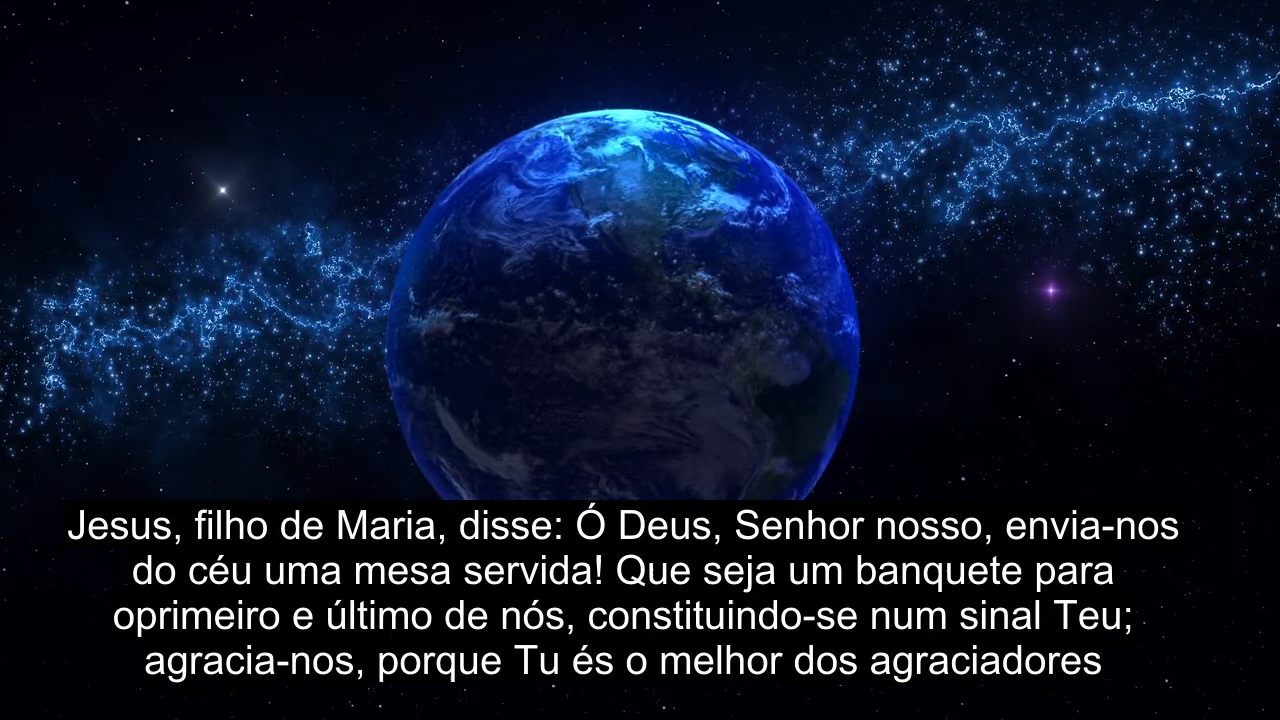 Jesus, filho de Maria, disse: Ó Deus, Senhor nosso, envia-nos
do céu uma mesa servida! Que seja um banquete para
oprimeiro e último de nós, constituindo-se num sinal Teu;
agracia-nos, porque Tu és o melhor dos agraciadores